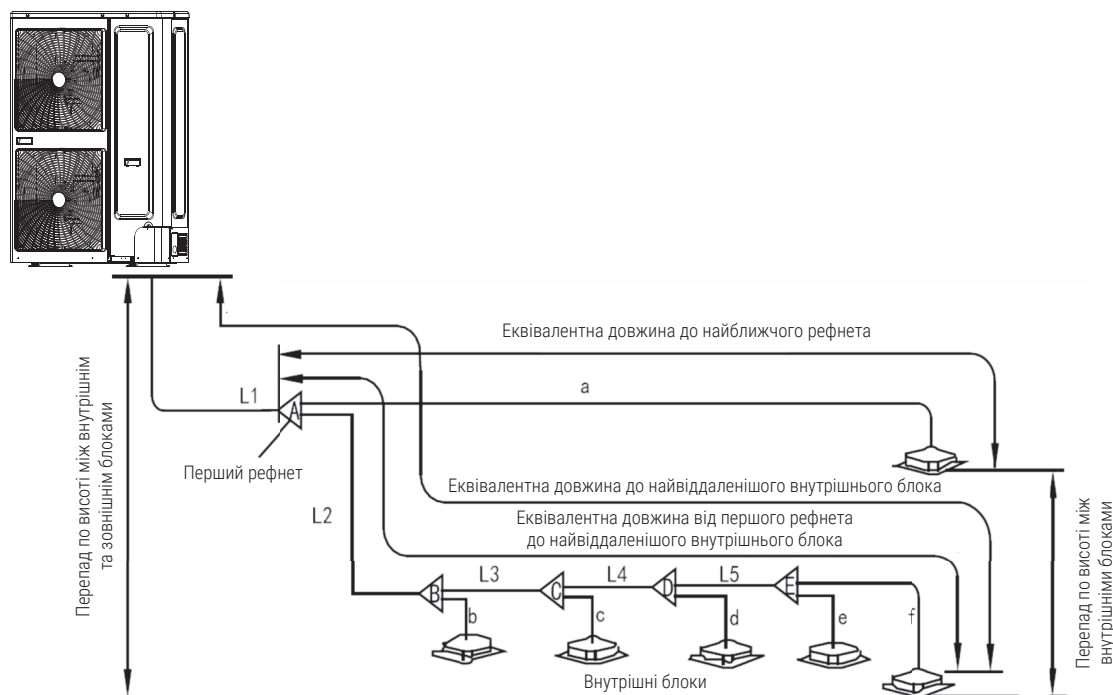 Еквівалентна довжина до найближчого рефнета
a
L1
A
Перший рефнет
Перепад по висоті між внутрішнім
та зовнішнім блоками
Еквівалентна довжина до найвіддаленішого внутрішнього блока
L2
Еквівалентна довжина від першого рефнета
до найвіддаленішого внутрішнього блока
L3
L4
L5
B
C
D
E
b
c
d
e
f
Внутрішні блоки
Перепад по висоті між
внутрішніми блоками